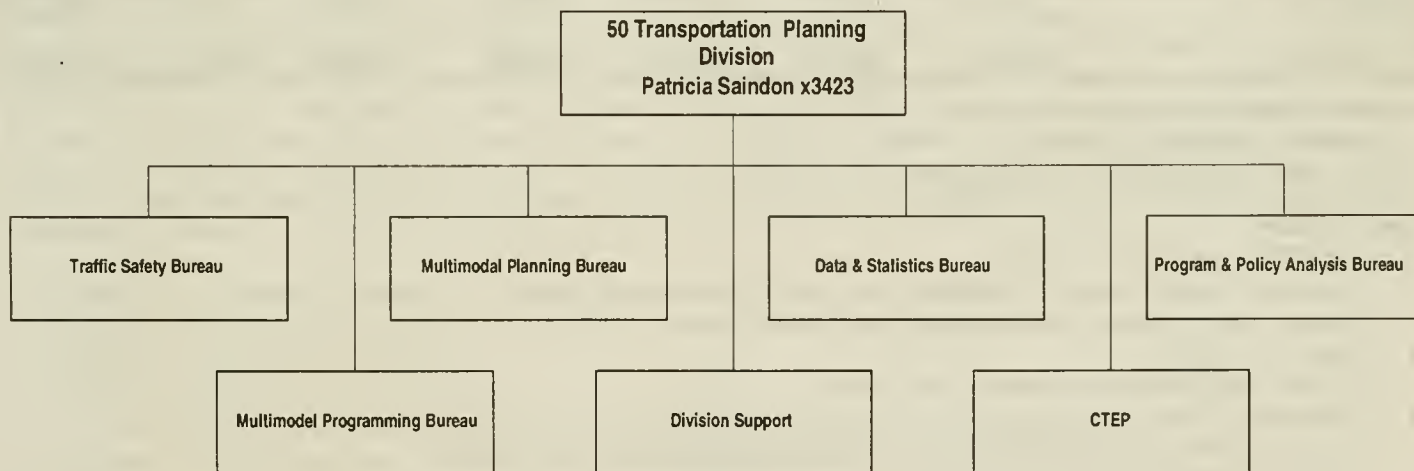 50 Transportation Planning
Division
Patricia Saindon x3423
Traffic Safety Bureau
Multimodal Planning Bureau
Data & Statistics Bureau
Program & Policy Analysis Bureau
Multimodel Programming Bureau
Division Support
CTEP